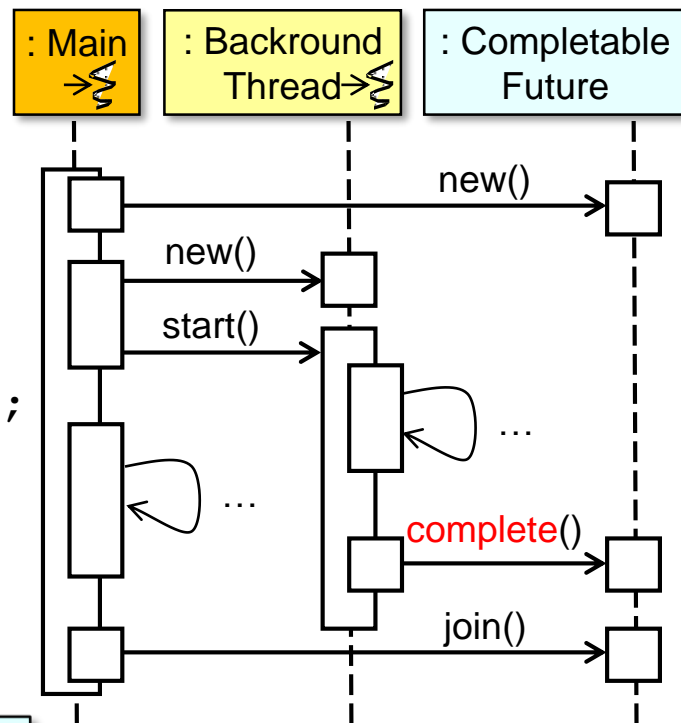 : Main
: Backround
Thread
: Completable
Future
new()
new()
start()
;
...
...
complete()
join()